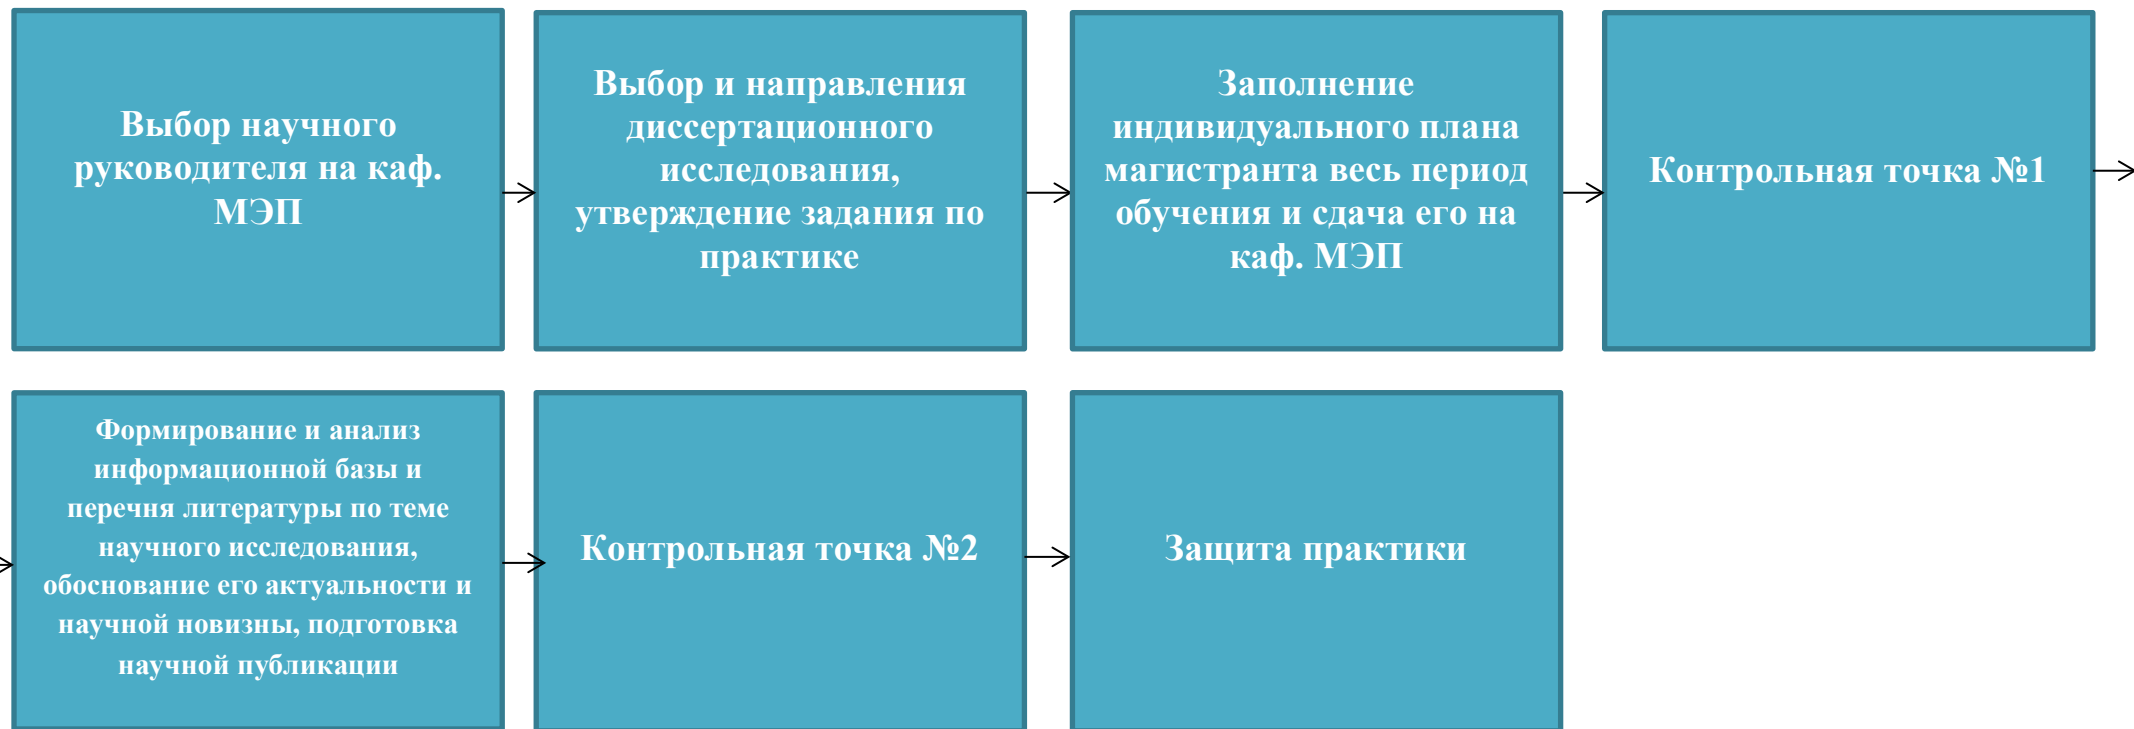 Выбор научного
руководителя на каф.
МЭП
Выбор и направления
диссертационного
исследования,
утверждение задания по
практике
Заполнение
индивидуального плана
магистранта весь период
обучения и сдача его на
каф. МЭП
Контрольная точка №1
Формирование и анализ
информационной базы и
перечня литературы по теме
научного исследования,
обоснование его актуальности и
научной новизны, подготовка
научной публикации
Контрольная точка №2
Защита практики